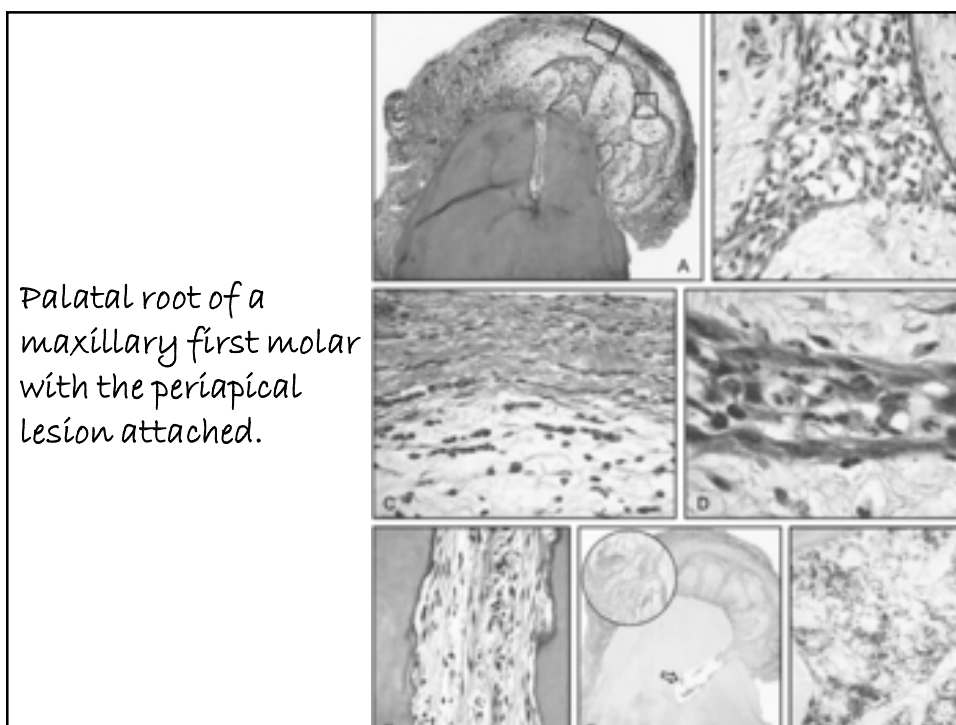 Palatal root of a
maxillary first molar
with the periapical
lesion attached.
A
C
D